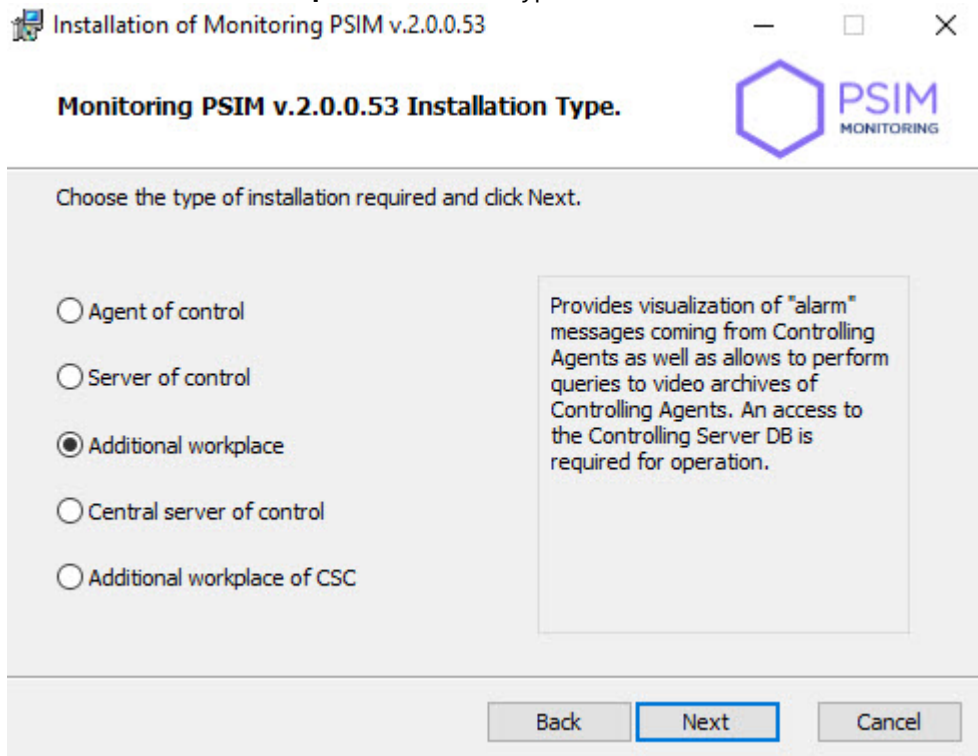 Installation of Monitoring PSIM v.2.0.0.53
Monitoring PSIM v.2.0.0.53 Installation Type.
PSIM
MONITORING
Choose the type of installation required and click Next.
Agent of control
Server of control
Additional workplace
Central server of control
Additional workplace of CSC
Provides visualization of "alarm"
messages coming from Controlling
Agents as well as allows to perform
queries to video archives of
Controlling Agents. An access to
the Controlling Server DB is
required for operation.
Back
Next
Cancel